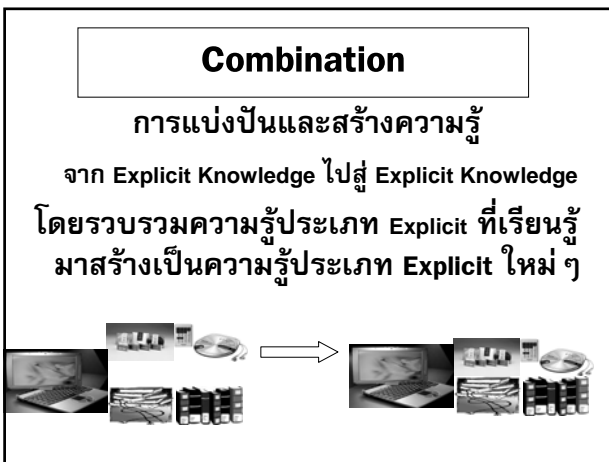 Combination
การแบ่งปันและสร้างความรู้
จาก Explicit Knowledge ไปสู่ Explicit Knowledge
โดยรวบรวมความรู้ประเภท Explicit ที่เรียนรู้
มาสร้างเป็นความรู้ประเภท Explicit ใหม่ ๆ